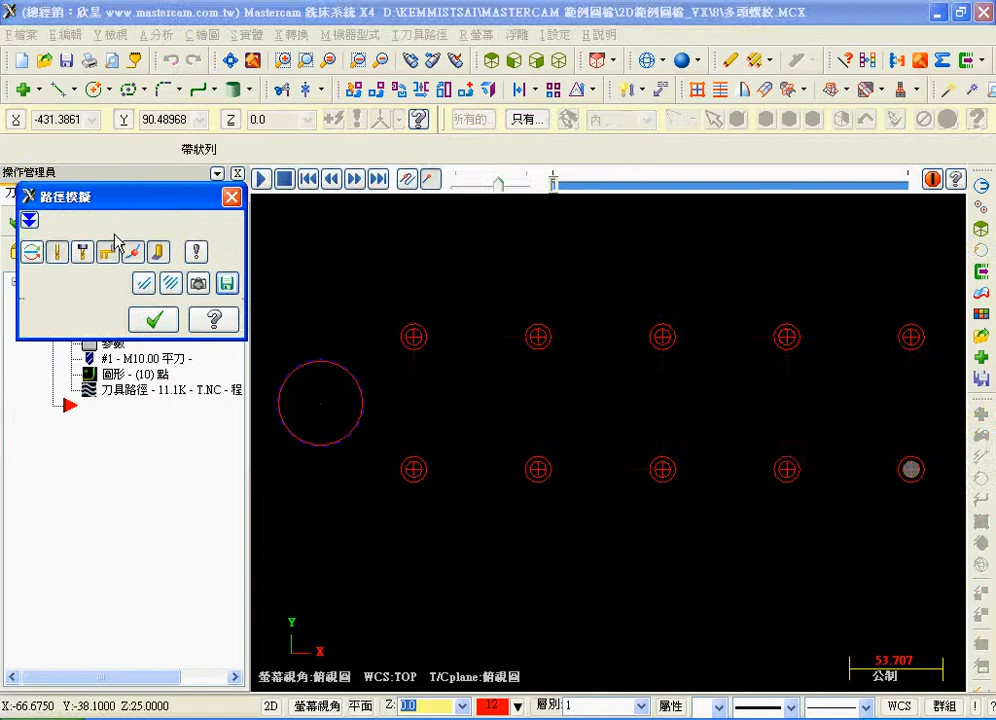 (總經銷：欣呈 www.mastercam.com.tw) Mastercam 銑床系統 X4 D:\KEMMISTSAI\MASTERCAM 範例圖檔\2D範例圖檔_VX\8\多頭螺紋.MCX
F檔案 E編輯 V檢視 A分析 C繪圖 S實體 X轉換 M機器型式 T刀具路徑 R螢幕 浮雕 I設定 H說明
X -431.3861 Y 90.48968 Z 0.0 所有的.. 只有... 內...
帶狀列
操作管理員
路徑模擬
參數
#1 - M10.00 平刀 -
圖形 - (10) 點
刀具路徑 - 11.1K - T.NC - 程
Y
X
螢幕視角:俯視圖 WCS:TOP T/Cplane:俯視圖
53.707
公制
X:-66.6750 Y:-38.1000 Z:25.0000 2D 螢幕視角 平面 Z: 0.0 12 層別: 1 屬性 WCS 群組 ! ?